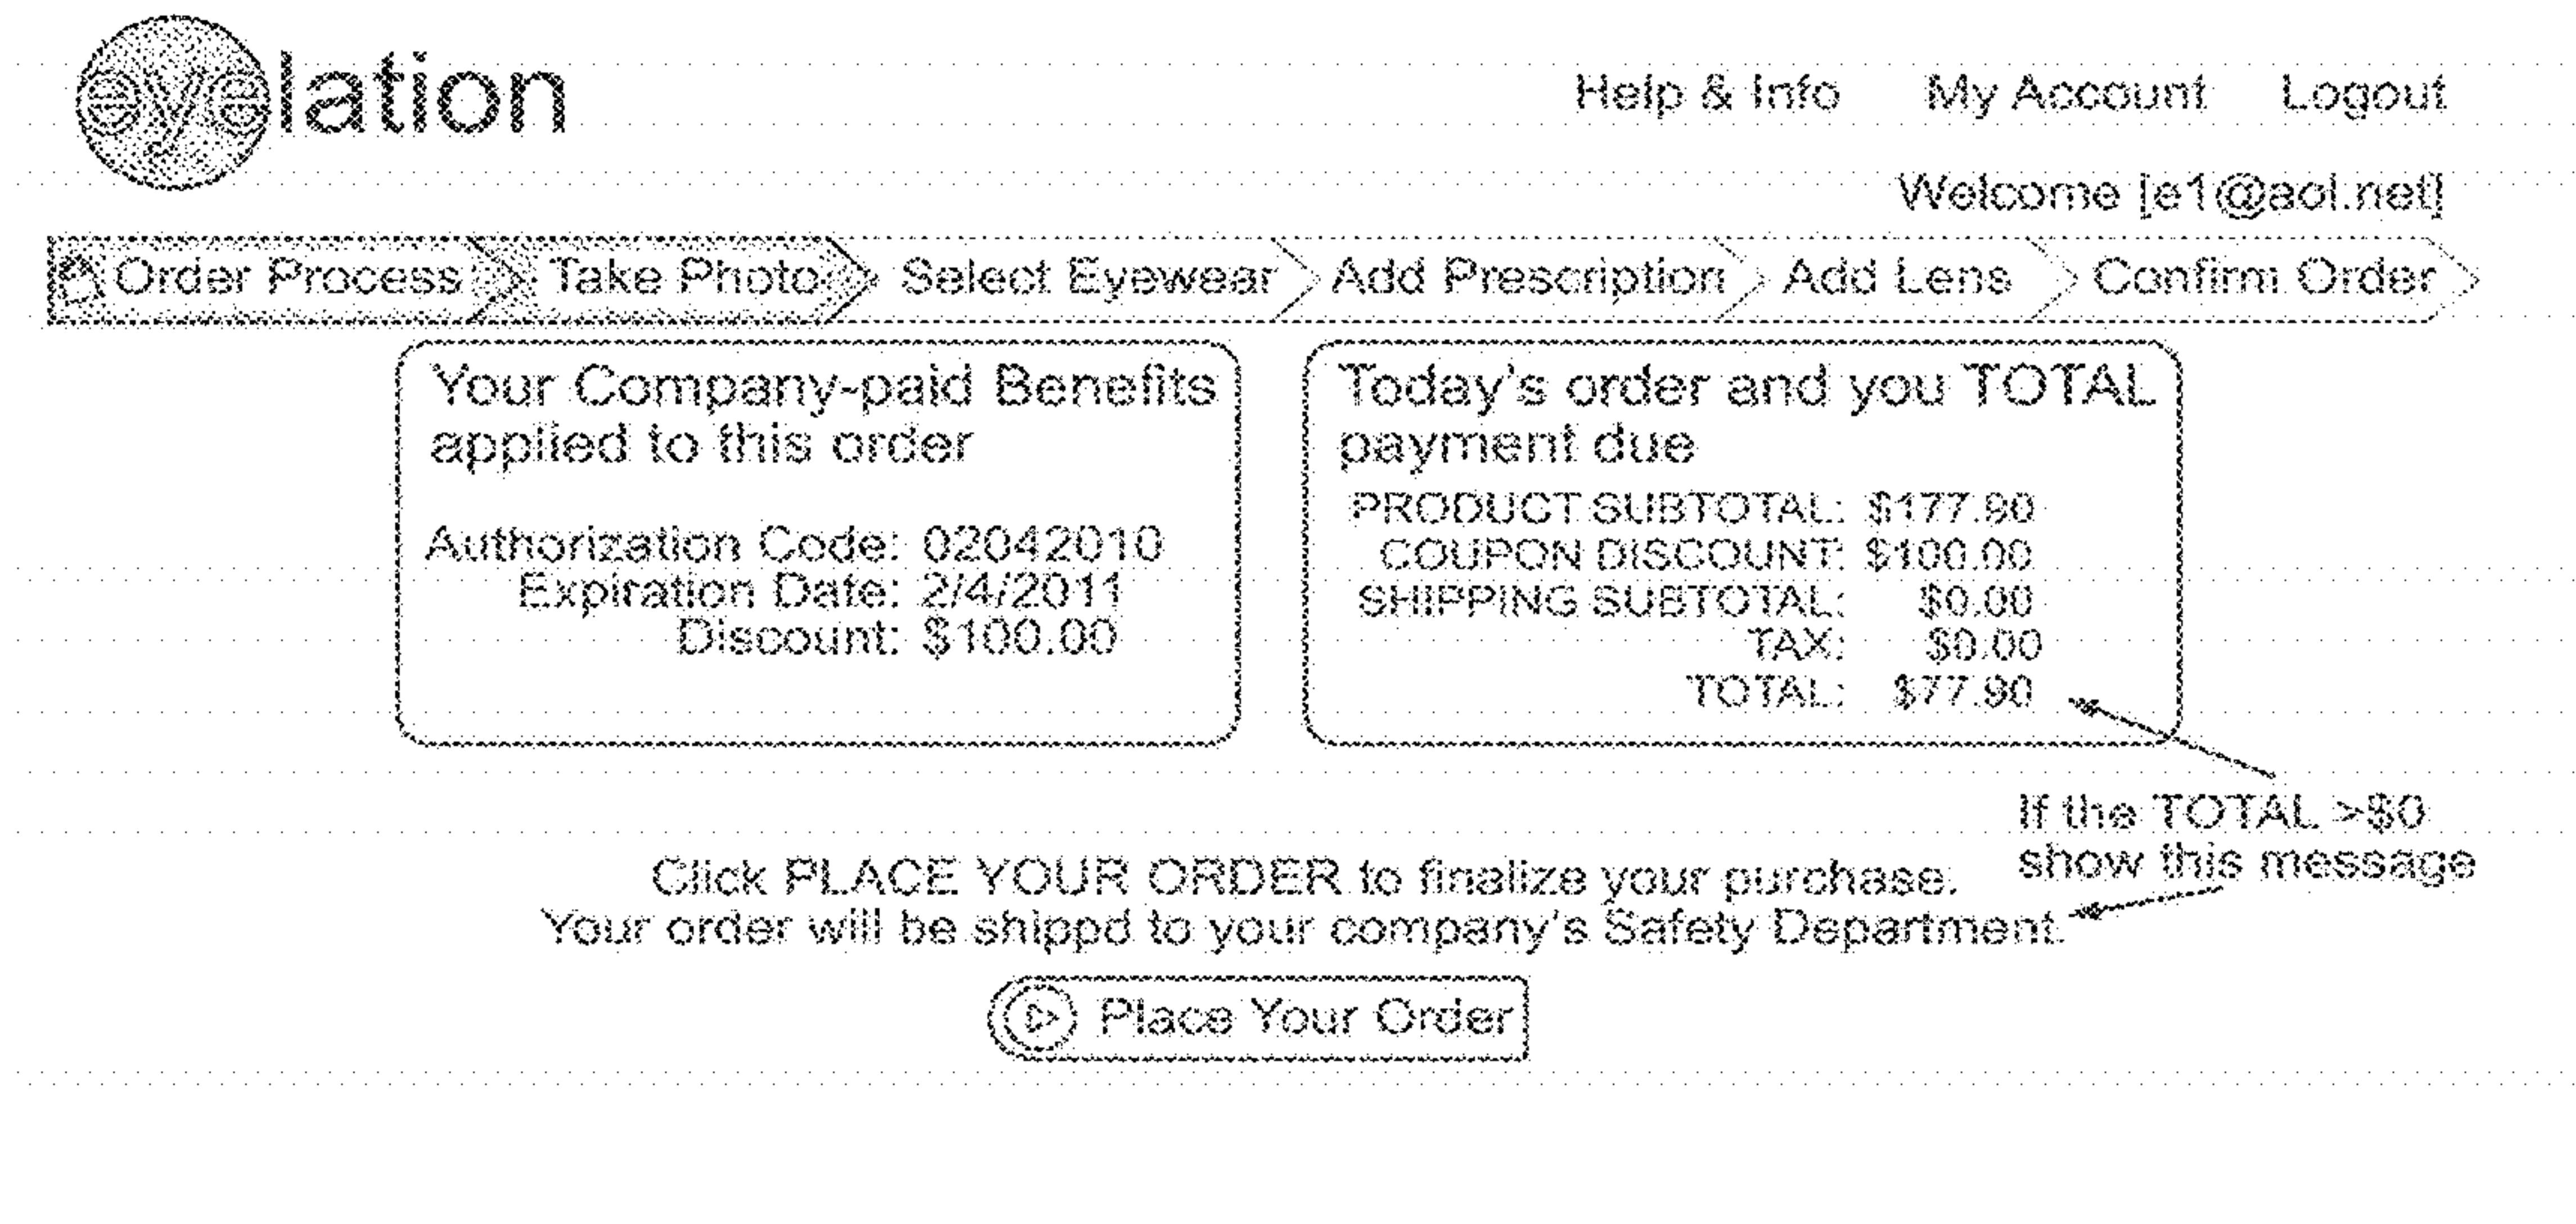 eyelation
Help & Info My Account Logout
Welcome [e1@aol.net]
Order Process Take Photo Select Eyewear Add Prescription Add Lens Confirm Order
Your Company-paid Benefits
applied to this order
Authorization Code: 02042010
Expiration Date: 2/4/2011
Discount: $100.00
Today's order and you TOTAL
payment due
PRODUCT SUBTOTAL: $177.90
COUPON DISCOUNT: $100.00
SHIPPING SUBTOTAL: $0.00
TAX: $0.00
TOTAL: $77.90
If the TOTAL >$0
show this message
Click PLACE YOUR ORDER to finalize your purchase.
Your order will be shippd to your company's Safety Department.
Place Your Order